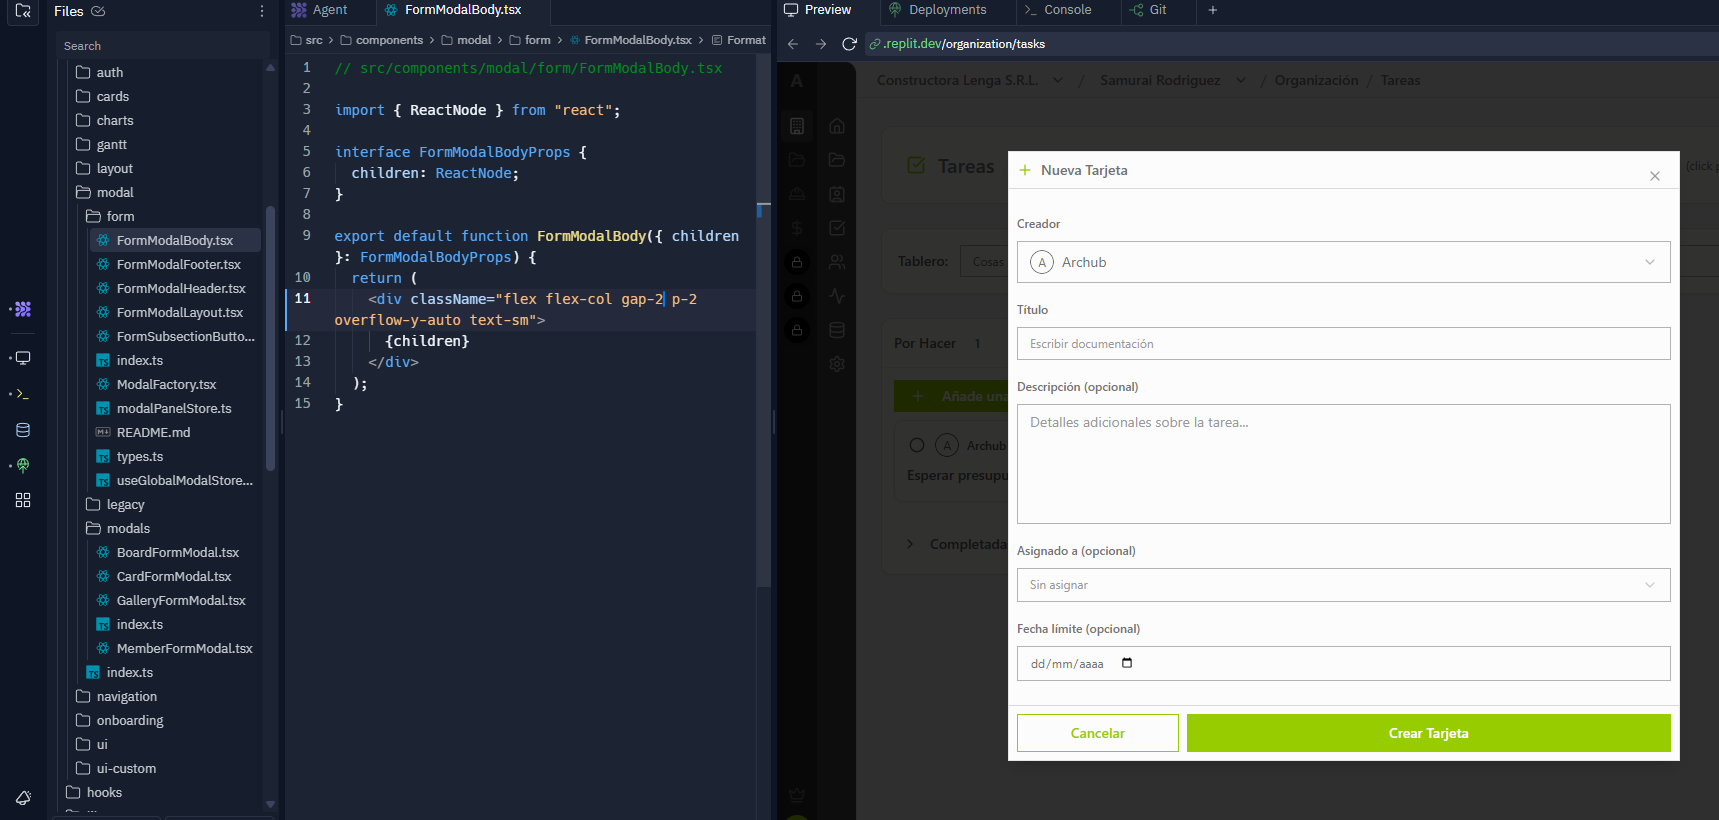 Files
Search
auth
cards
charts
gantt
layout
modal
form
FormModalBody.tsx
FormModalFooter.tsx
FormModalHeader.tsx
FormModalLayout.tsx
FormSubsectionButto...
index.ts
ModalFactory.tsx
modalPanelStore.ts
README.md
types.ts
useGlobalModalStore...
legacy
modals
BoardFormModal.tsx
CardFormModal.tsx
GalleryFormModal.tsx
index.ts
MemberFormModal.tsx
index.ts
navigation
onboarding
ui
ui-custom
hooks
Agent
FormModalBody.tsx
src > components > modal > form > FormModalBody.tsx > Format
1 // src/components/modal/form/FormModalBody.tsx
2
3 import { ReactNode } from "react";
4
5 interface FormModalBodyProps {
6 children: ReactNode;
7 }
8
9 export default function FormModalBody({ children
}: FormModalBodyProps) {
10 return (
11 <div className="flex flex-col gap-2 p-2
overflow-y-auto text-sm">
12 {children}
13 </div>
14 );
15 }
Preview
Deployments
Console
Git
.replit.dev/organization/tasks
A
Constructora Lenga S.R.L. / Samurai Rodriguez / Organización / Tareas
Tareas
(click p
Tablero: Cosas
Por Hacer 1
+ Añade una
A Archub
Esperar presupu
Completada
+ Nueva Tarjeta
Creador
A Archub
Título
Escribir documentación
Descripción (opcional)
Detalles adicionales sobre la tarea...
Asignado a (opcional)
Sin asignar
Fecha límite (opcional)
dd/mm/aaaa
Cancelar
Crear Tarjeta